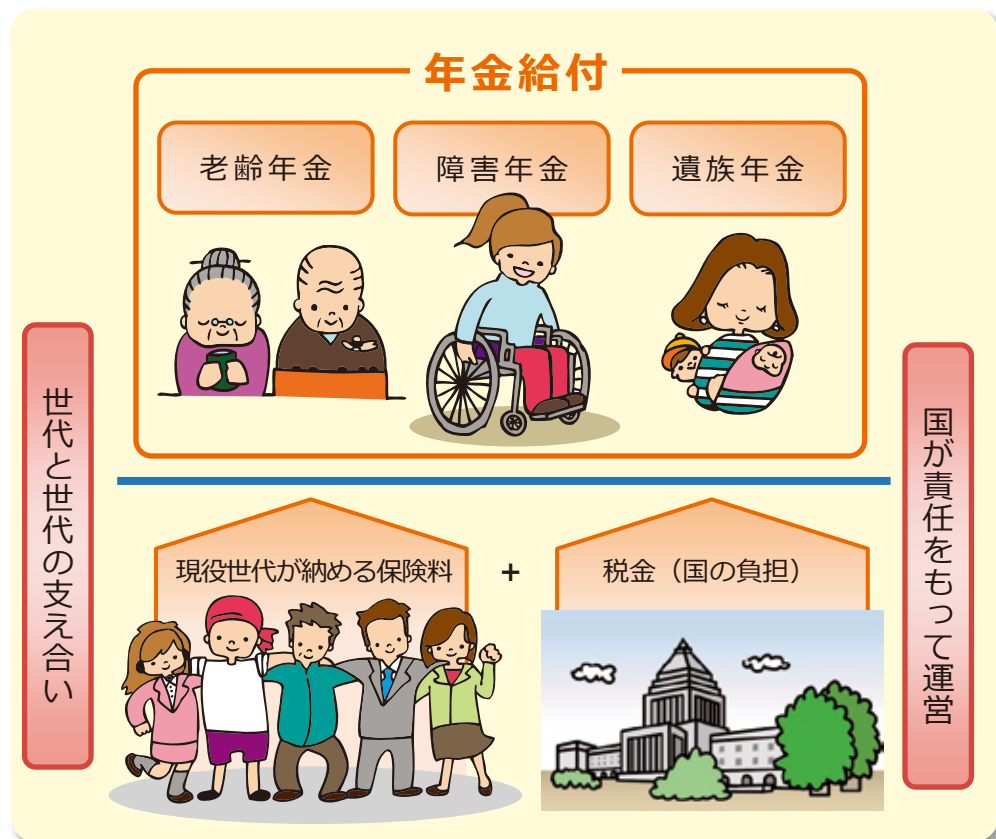 年金給付
老齢年金
障害年金
遺族年金
世代と世代の支え合い
国が責任をもって運営
現役世代が納める保険料
+
税金（国の負担）